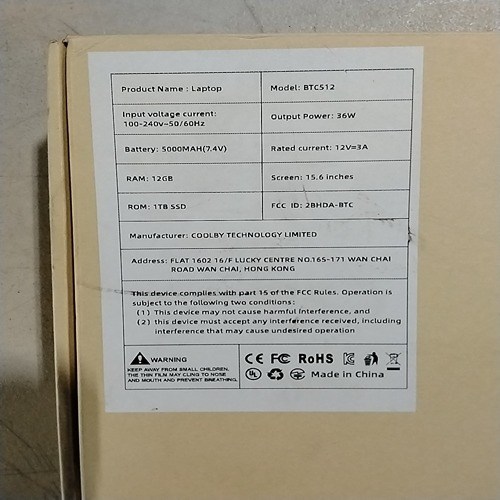 Product Name : Laptop
Model: BTC512
Input voltage current:
100-240v~50/60Hz
Output Power: 36W
Battery: 5000MAH(7.4V)
Rated current: 12V=3A
RAM: 12GB
Screen: 15.6 inches
ROM: 1TB SSD
FCC ID: 2BHDA-BTC
Manufacturer: COOLBY TECHNOLOGY LIMITED
Address: FLAT 1602 16/F LUCKY CENTRE NO.165-171 WAN CHAI
ROAD WAN CHAI, HONG KONG
This device complies with part 15 of the FCC Rules. Operation is
subject to the following two conditions:
(1) This device may not cause harmful Interference, and
(2) this device must accept any interference received, including
interference that may cause undesired operation
WARNING
KEEP AWAY FROM SMALL CHILDREN.
THE THIN FILM MAY CLING TO NOSE
AND MOUTH AND PREVENT BREATHING.
CE FC RoHS
UL Made in China